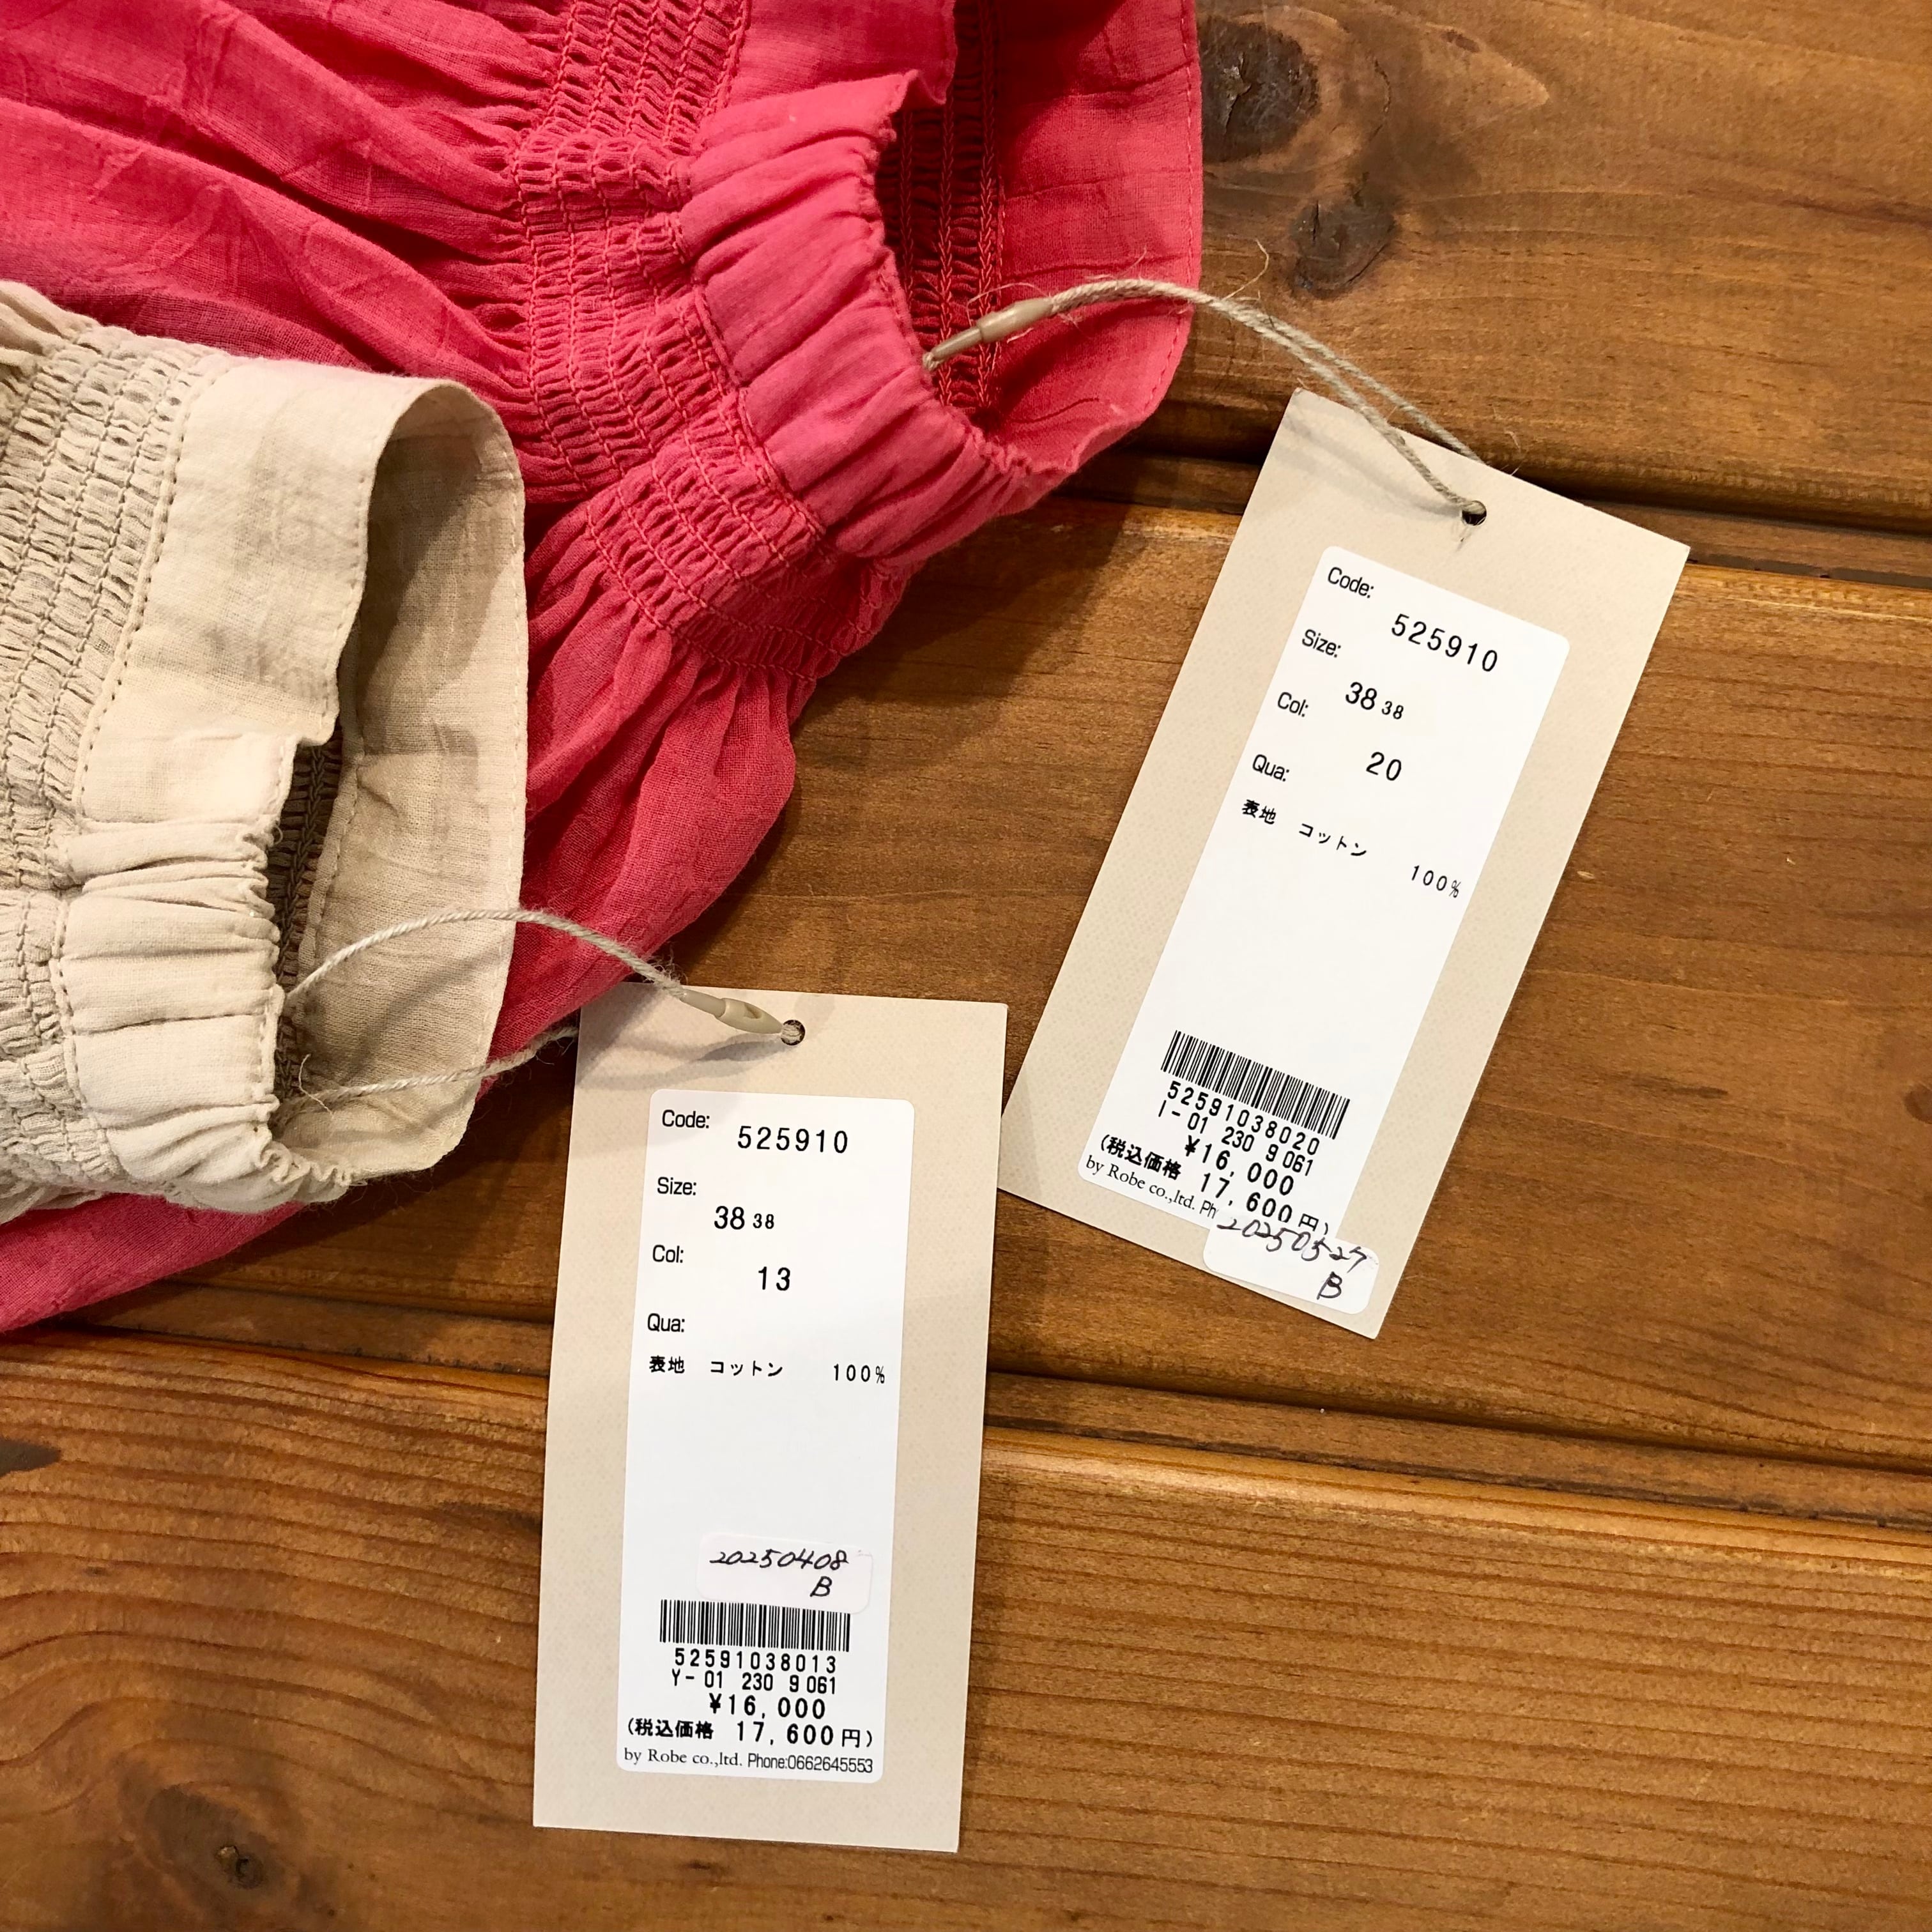 Code:
525910
Size:
38 38
Col:
13
Qua:
表地 コットン 100%
20250408
B
52591038013
Y-01 230 9061
¥16,000
(税込価格 17,600円)
by Robe co.,ltd. Phone:0662645553
Code:
525910
Size:
38 38
Col:
20
Qua:
表地 コットン 100%
52591038020
I-01 230 9061
¥16,000
(税込価格 17,600円)
by Robe co.,ltd. Ph
20250527
B